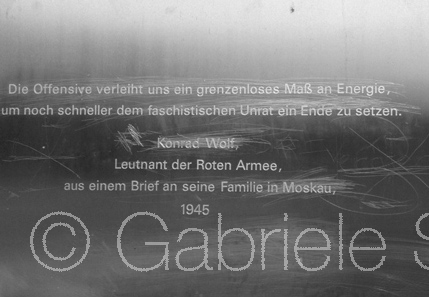 Die Offensive verleiht uns ein grenzenloses Maß an Energie,
um noch schneller dem faschistischen Unrat ein Ende zu setzen.
Konrad Wolf,
Leutnant der Roten Armee,
aus einem Brief an seine Familie in Moskau,
1945
© Gabriele S